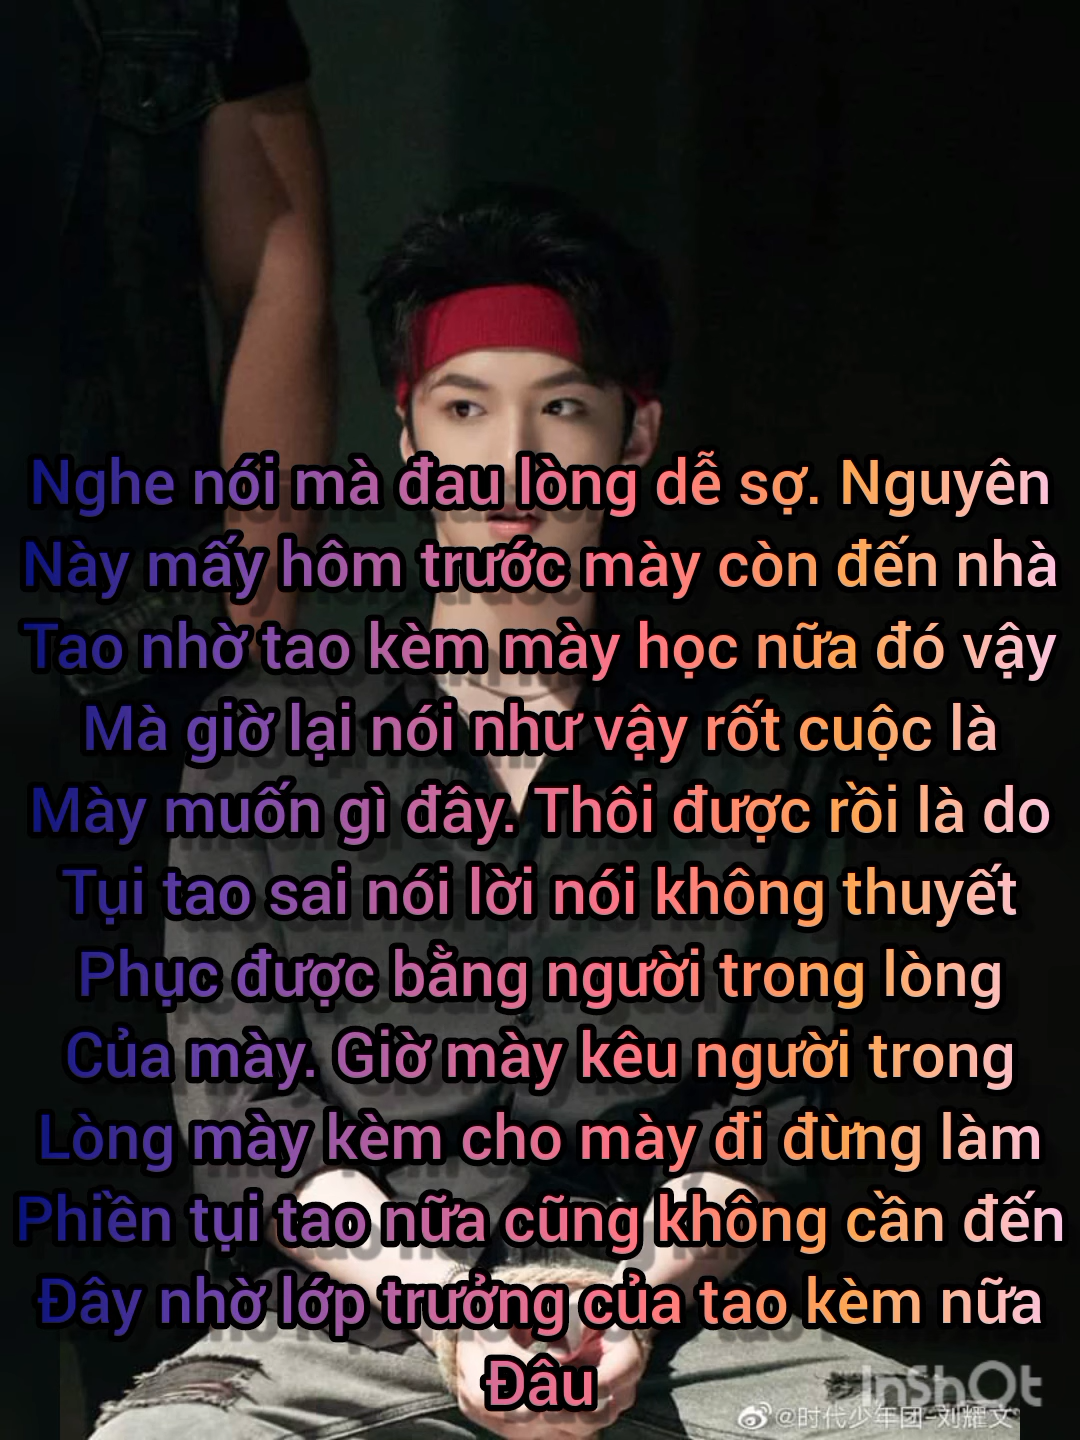 Nghe nói mà đau lòng dễ sợ. Nguyên
Này mấy hôm trước mày còn đến nhà
Tao nhờ tao kèm mày học nữa đó vậy
Mà giờ lại nói như vậy rốt cuộc là
Mày muốn gì đây. Thôi được rồi là do
Tụi tao sai nói lời nói không thuyết
Phục được bằng người trong lòng
Của mày. Giờ mày kêu người trong
Lòng mày kèm cho mày đi đừng làm
Phiền tụi tao nữa cũng không cần đến
Đây nhờ lớp trưởng của tao kèm nữa
Đâu
InShOt
@时代少年团-刘耀文